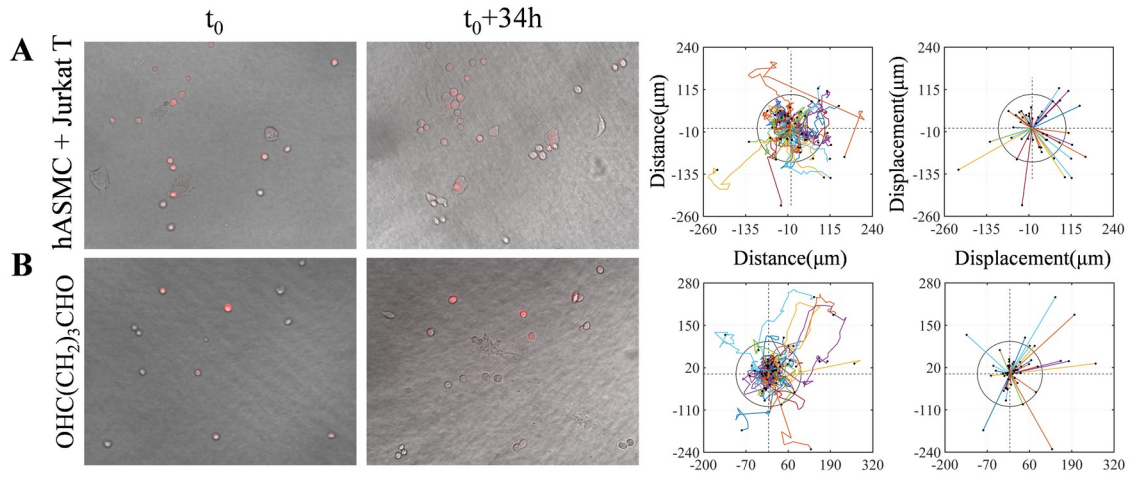 t0 t0+34h
A
hASMC + Jurkat T
Distance(μm)
240
115
-10
-135
-260
-260 -135 -10 115 240
Distance(μm)
Displacement(μm)
240
115
-10
-135
-260
-260 -135 -10 115 240
Displacement(μm)
B
OHC(CH2)3CHO
280
150
20
-110
-240
-200 -70 60 190 320
280
150
20
-110
-240
-200 -70 60 190 320